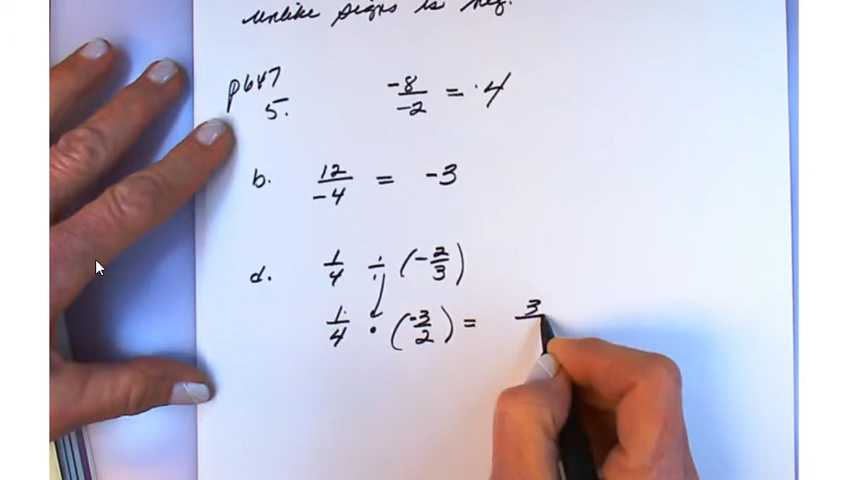 unlike signs is neg.
p647
5. -8/-2 = 4
b. 12/-4 = -3
d. 1/4 ÷ (-2/3)
1/4 · (-3/2) = 3/